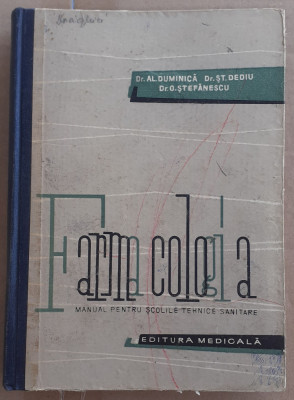 Dr. AL. DUMINICĂ Dr. ŞT. DEDIU
Dr. O. ŞTEFĂNESCU
Farmacologia
MANUAL PENTRU ŞCOLILE TEHNICE SANITARE
EDITURA MEDICALĂ